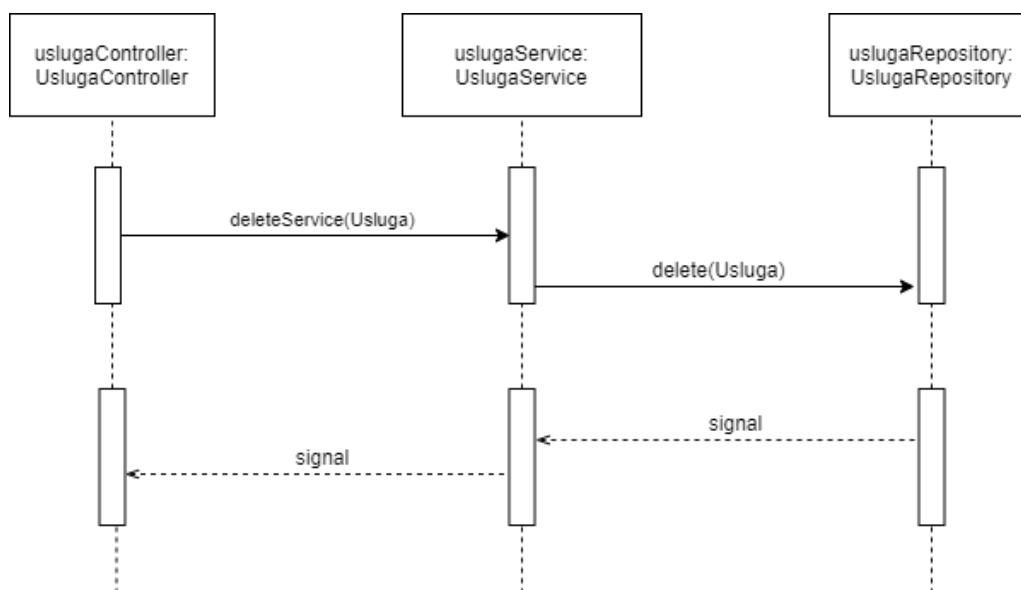 uslugaController:
UslugaController
uslugaService:
UslugaService
uslugaRepository:
UslugaRepository
deleteService(Usluga)
delete(Usluga)
signal
signal